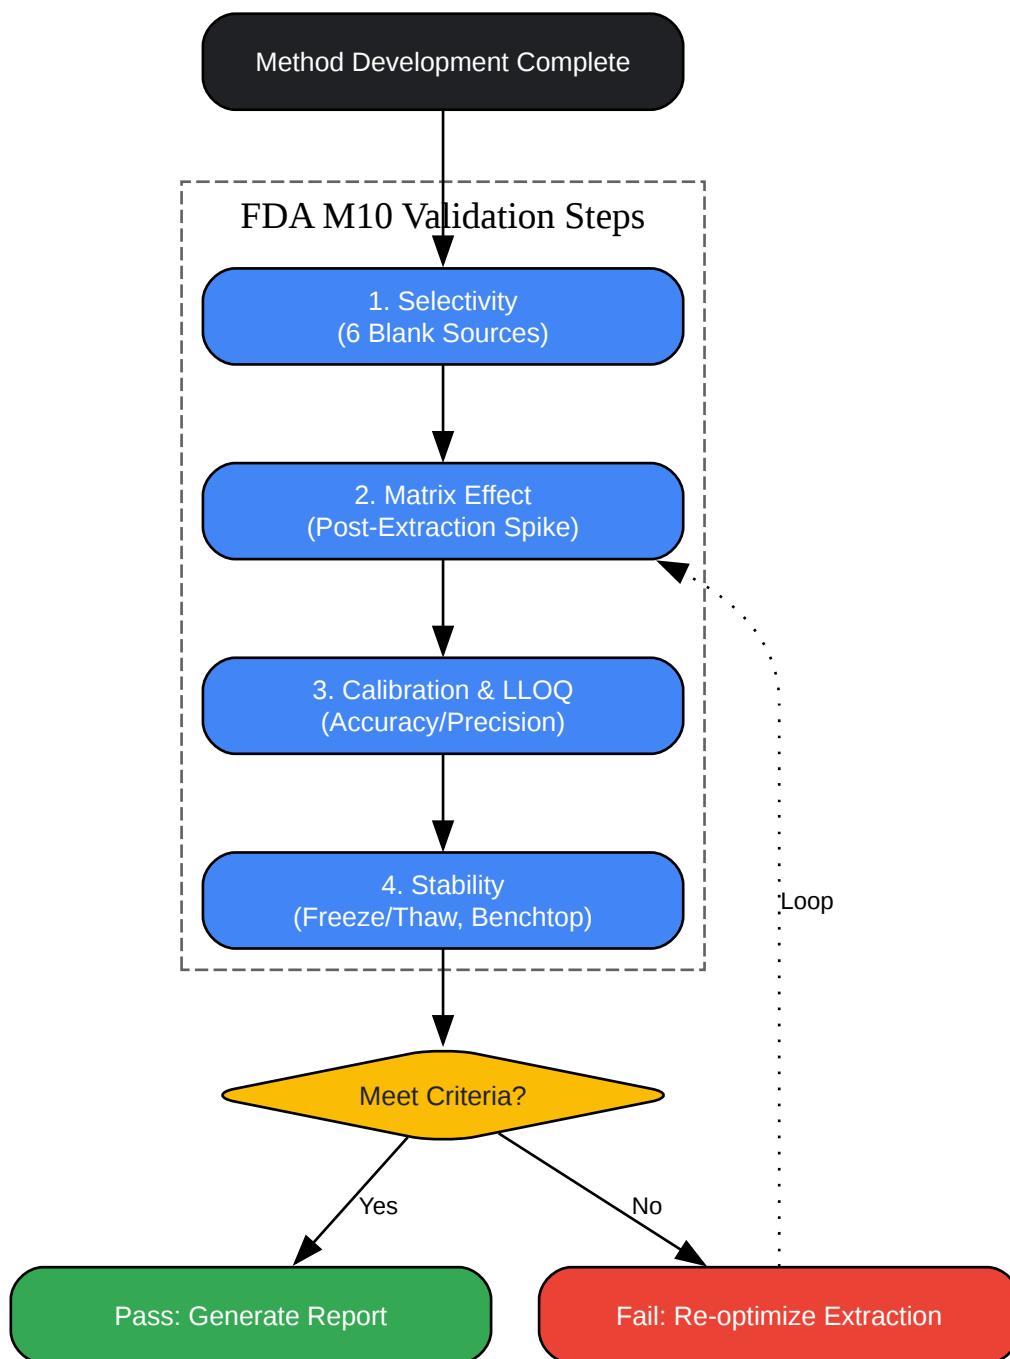 Method Development Complete
FDA M10 Validation Steps
1. Selectivity
(6 Blank Sources)
2. Matrix Effect
(Post-Extraction Spike)
3. Calibration & LLOQ
(Accuracy/Precision)
4. Stability
(Freeze/Thaw, Benchtop)
Loop
Meet Criteria?
Yes
No
Pass: Generate Report
Fail: Re-optimize Extraction